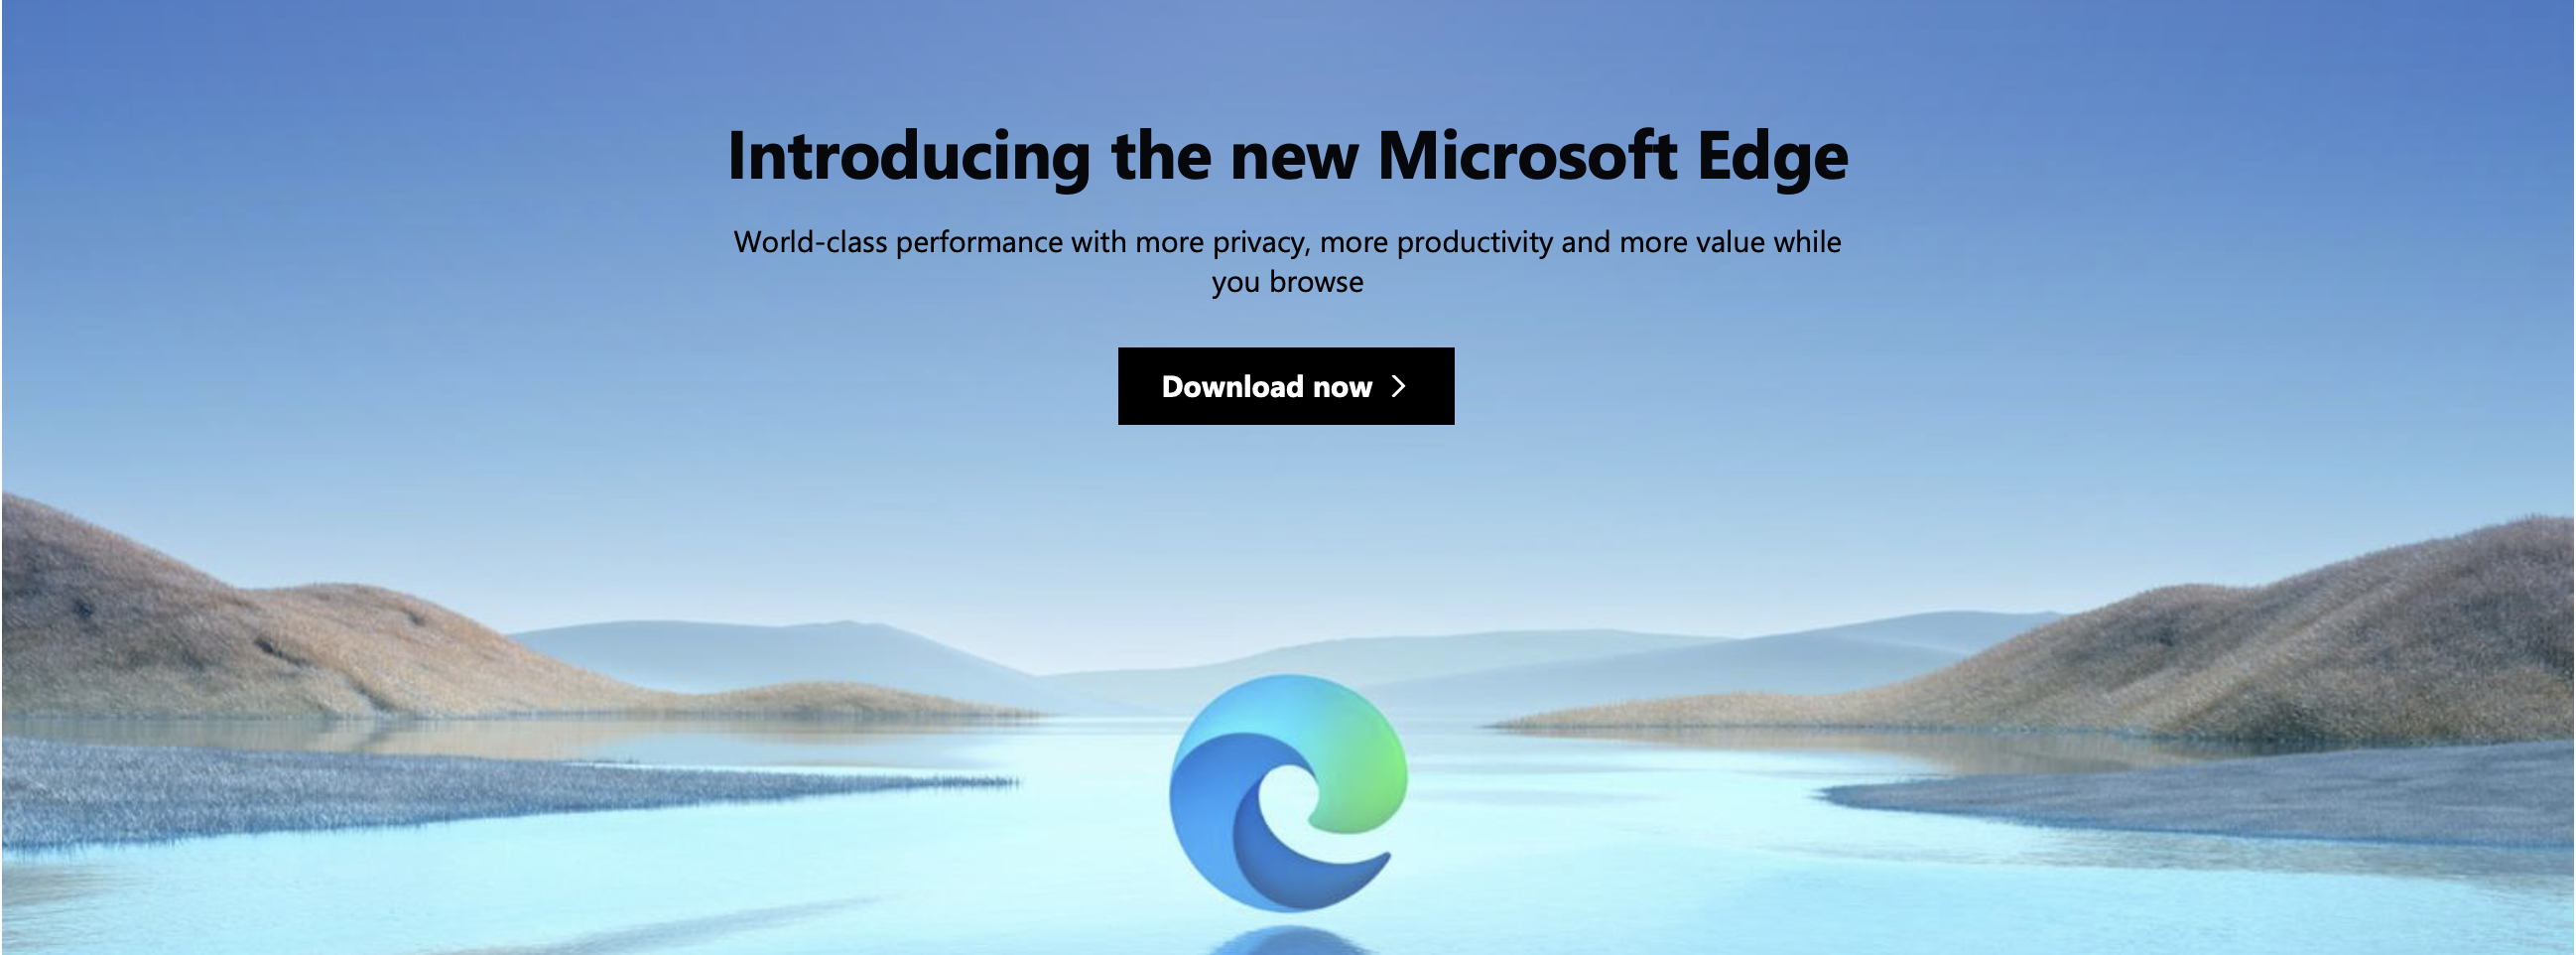 Introducing the new Microsoft Edge
World-class performance with more privacy, more productivity and more value while
you browse
Download now